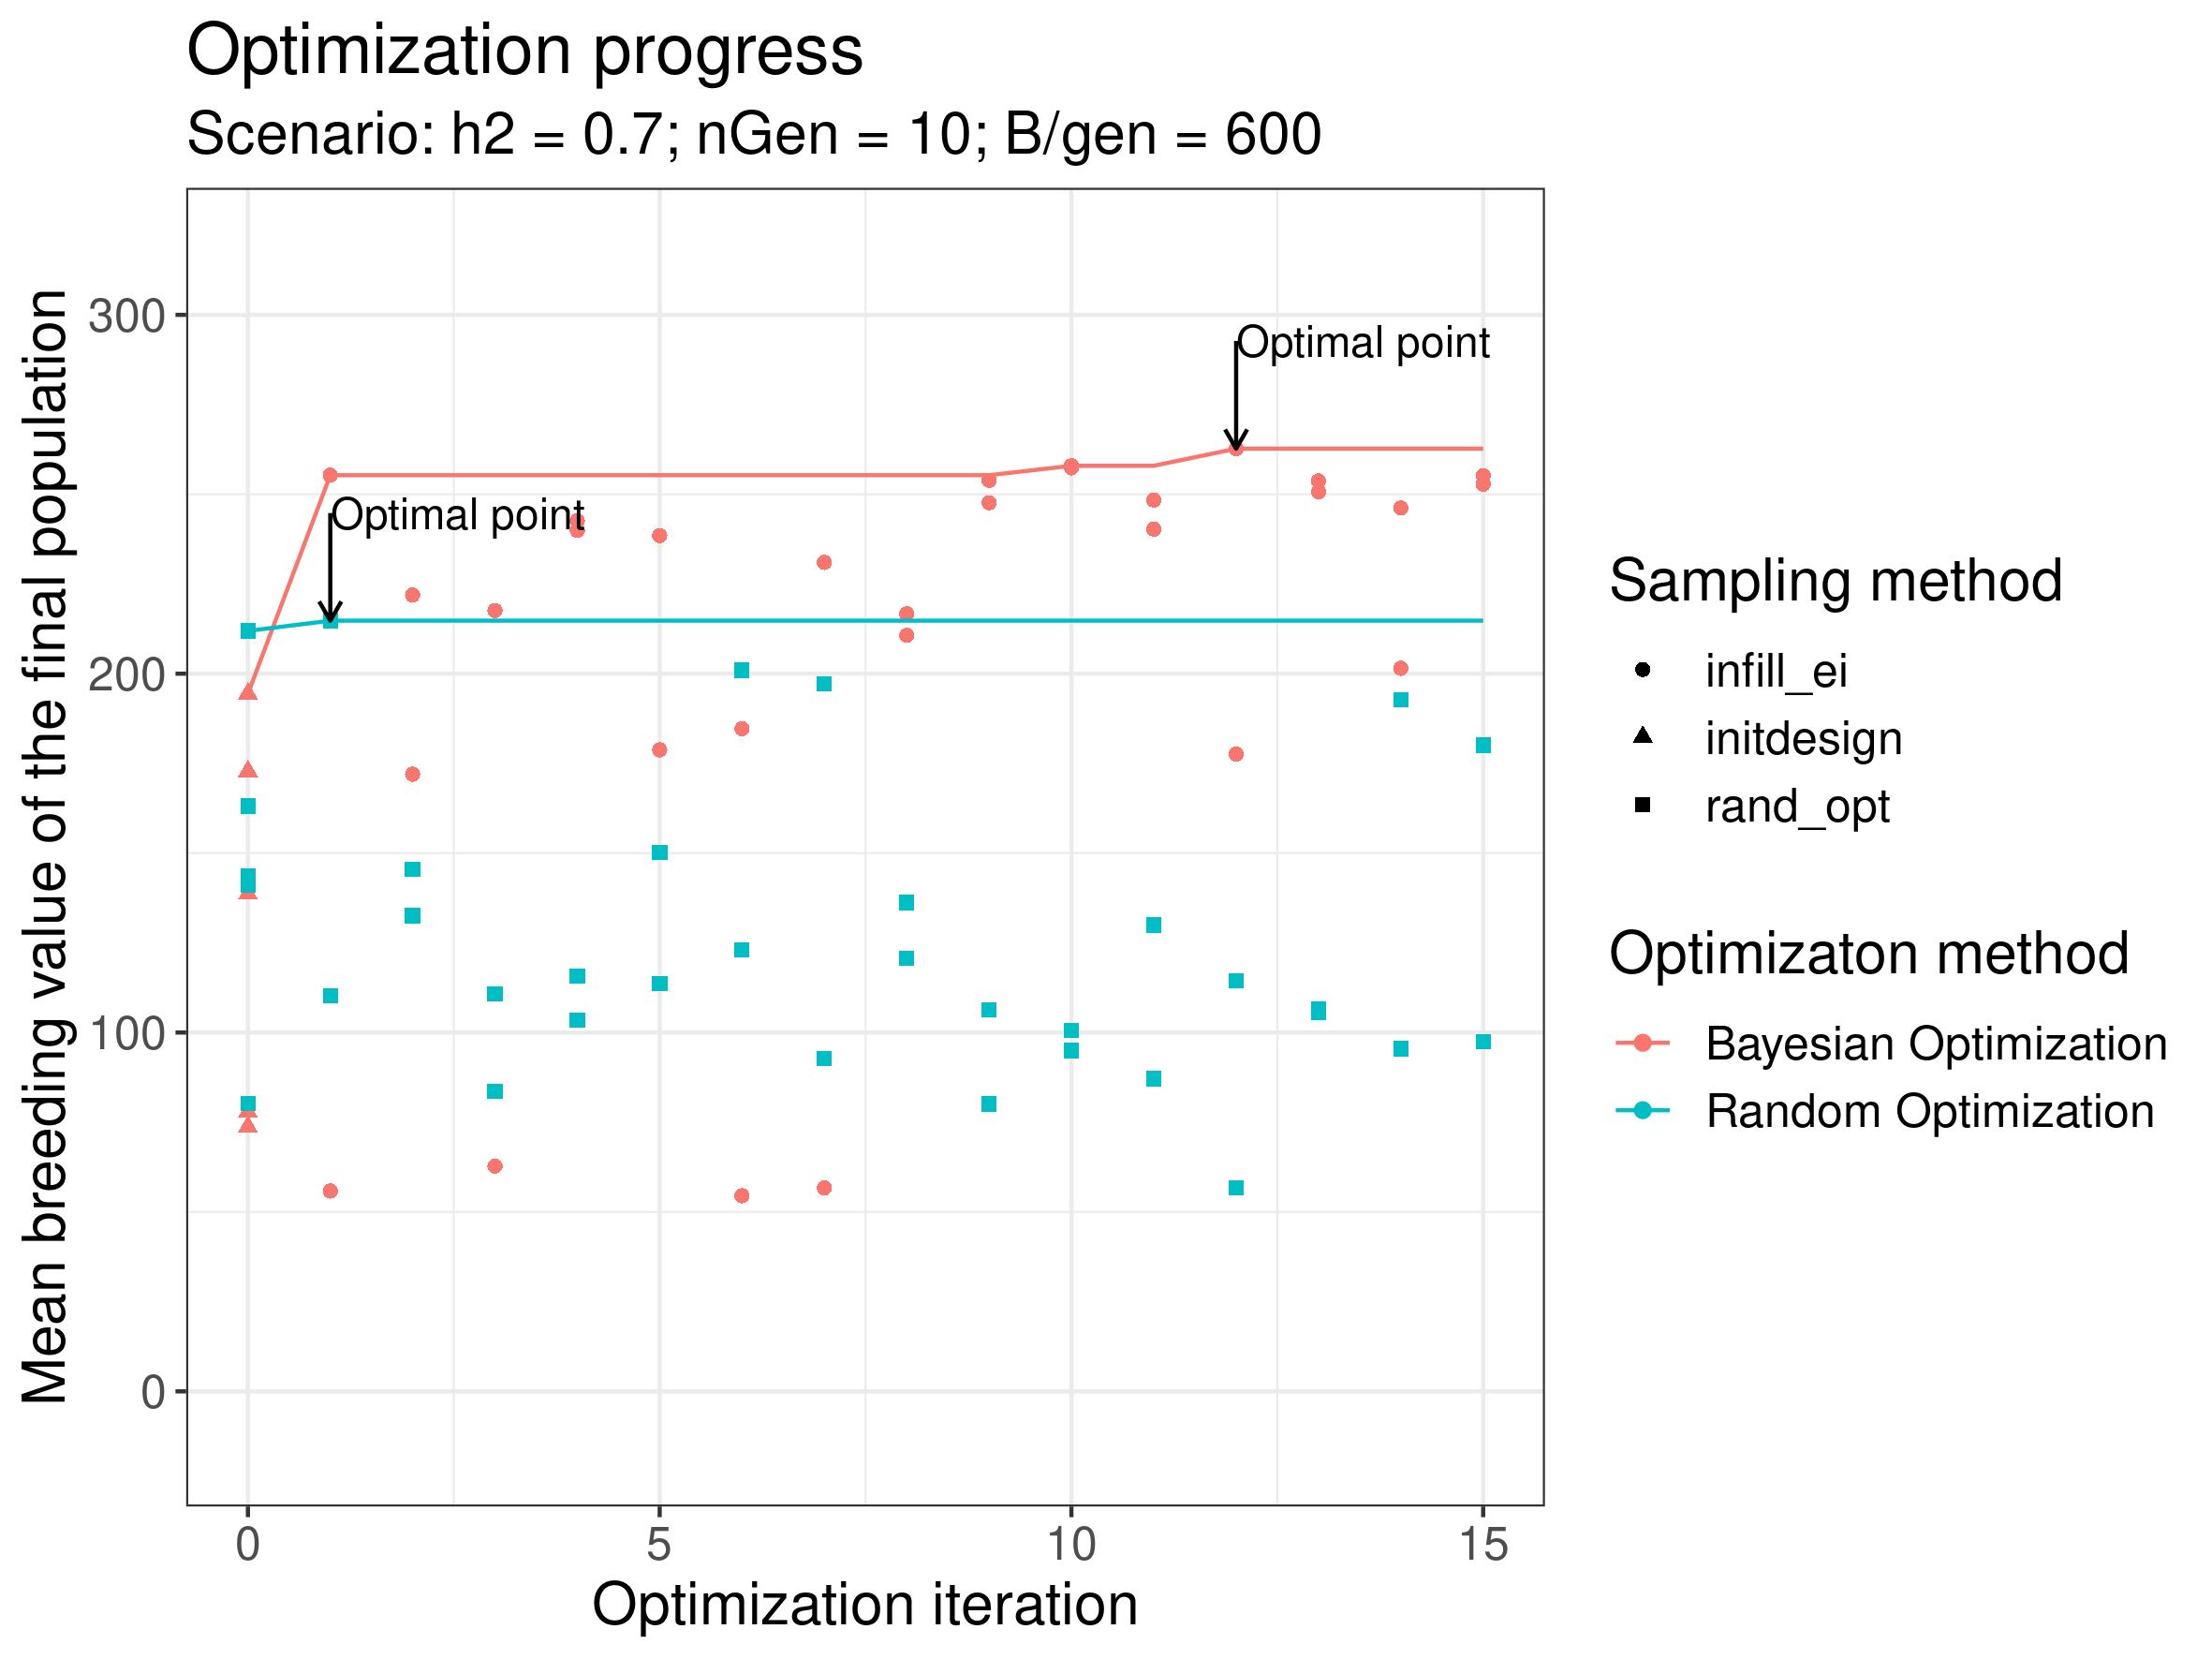 Optimization progress
Scenario: h2 = 0.7; nGen = 10; B/gen = 600
Mean breeding value of the final population
300
200
100
0
Optimal point
Optimal point
0
5
10
15
Optimization iteration
Sampling method
infill_ei
initdesign
rand_opt
Optimizaton method
Bayesian Optimization
Random Optimization